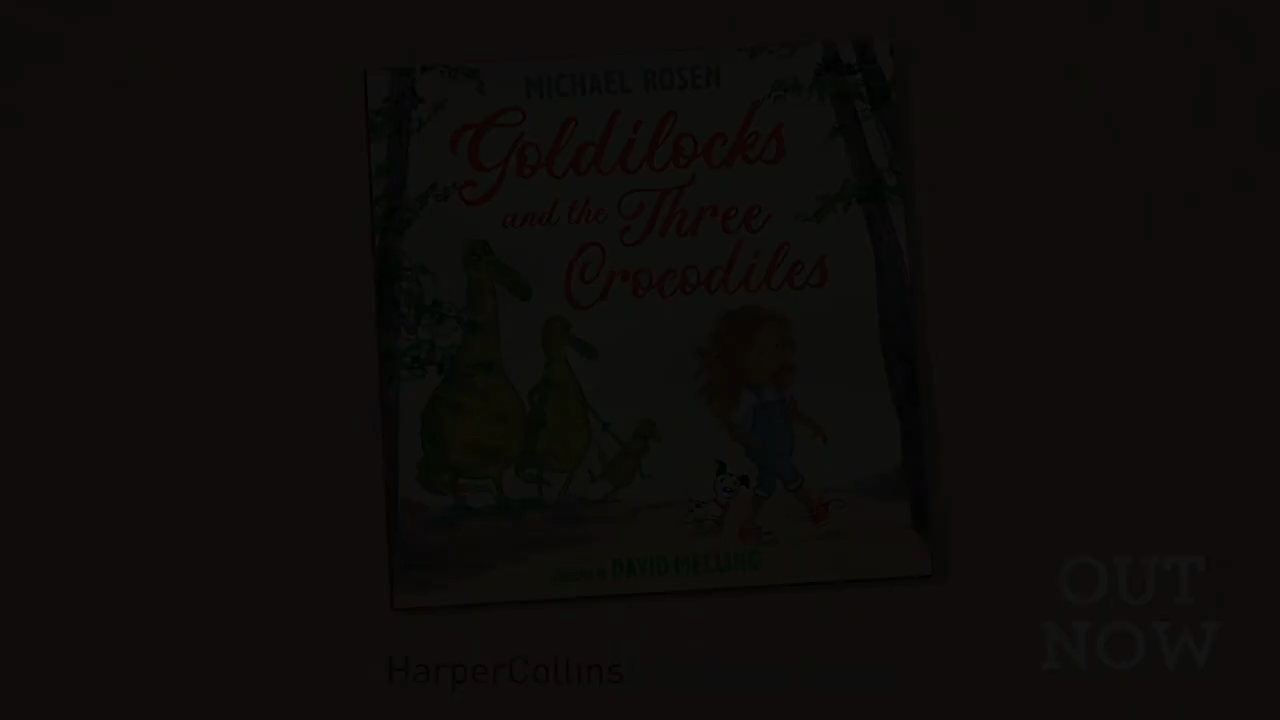 MICHAEL ROSEN
Goldilocks
and the Three
Crocodiles
DAVID MELLING
HarperCollins
OUT
NOW